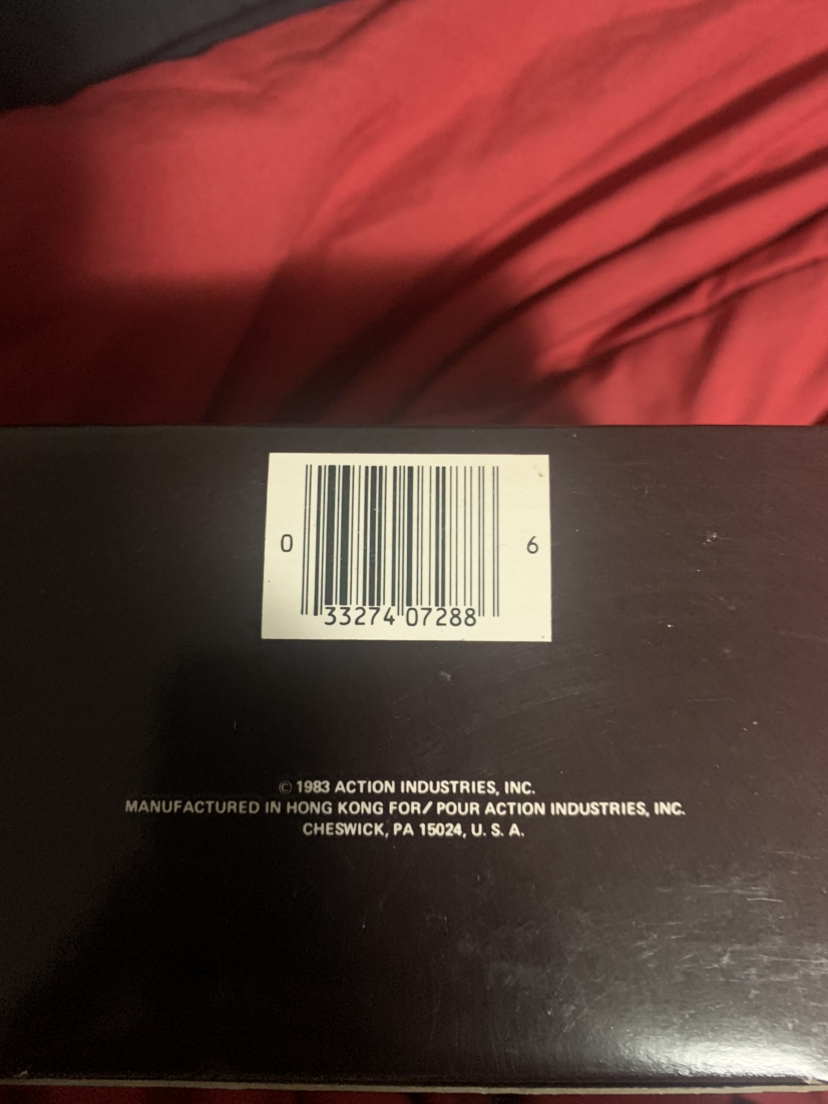 0 33274 07288 6
© 1983 ACTION INDUSTRIES, INC.
MANUFACTURED IN HONG KONG FOR/POUR ACTION INDUSTRIES, INC.
CHESWICK, PA 15024, U. S. A.